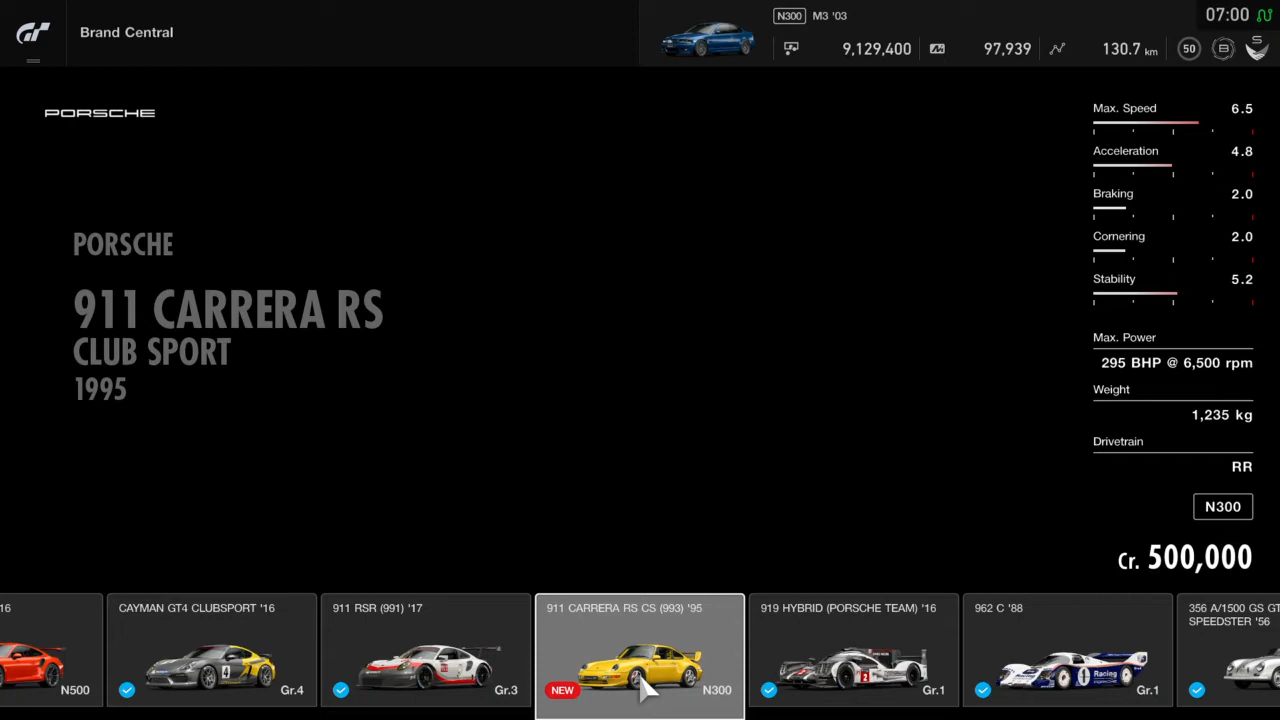 Brand Central
N300 M3 '03
9,129,400 97,939 130.7 km 50 B S
07:00
PORSCHE
PORSCHE
911 CARRERA RS
CLUB SPORT
1995
Max. Speed 6.5
Acceleration 4.8
Braking 2.0
Cornering 2.0
Stability 5.2
Max. Power
295 BHP @ 6,500 rpm
Weight
1,235 kg
Drivetrain
RR
N300
Cr. 500,000
16
N500
CAYMAN GT4 CLUBSPORT '16
4
Gr.4
911 RSR (991) '17
Gr.3
911 CARRERA RS CS (993) '95
NEW N300
919 HYBRID (PORSCHE TEAM) '16
2
Gr.1
962 C '88
1 Racing
Gr.1
356 A/1500 GS GT
SPEEDSTER '56